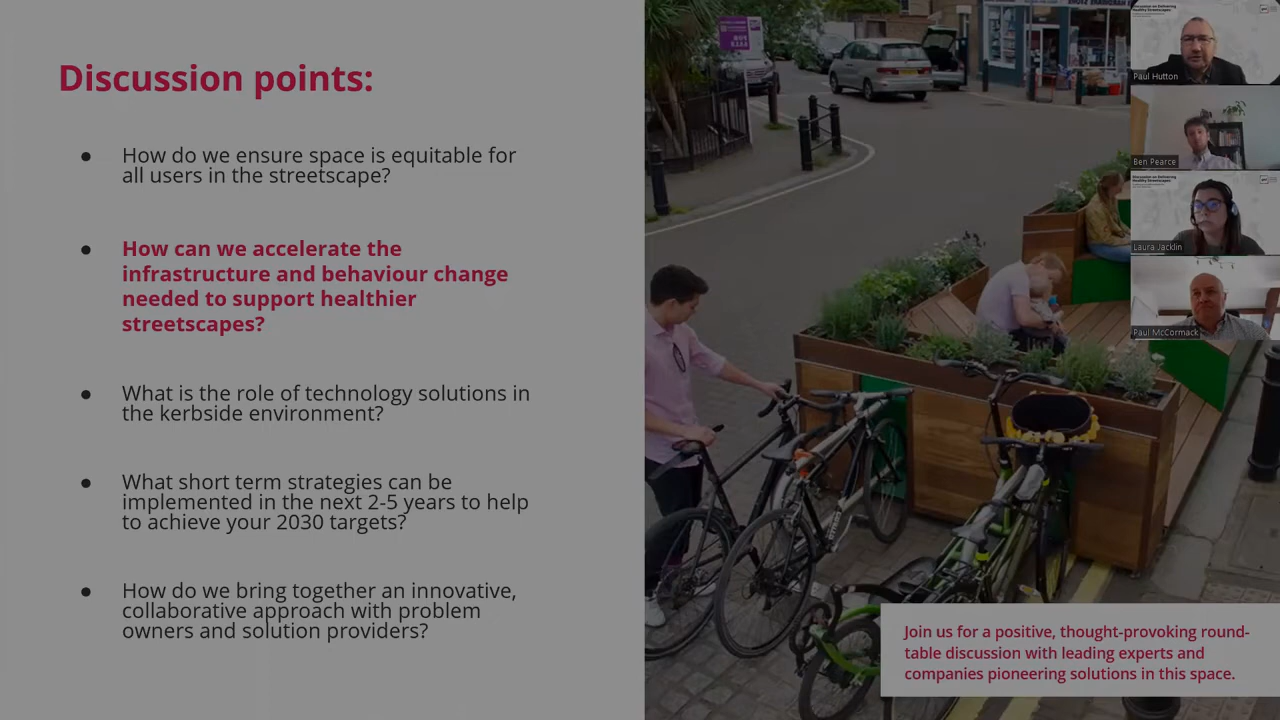 Discussion points:
● How do we ensure space is equitable for
all users in the streetscape?
● How can we accelerate the
infrastructure and behaviour change
needed to support healthier
streetscapes?
● What is the role of technology solutions in
the kerbside environment?
● What short term strategies can be
implemented in the next 2-5 years to help
to achieve your 2030 targets?
● How do we bring together an innovative,
collaborative approach with problem
owners and solution providers?
Join us for a positive, thought-provoking round-
table discussion with leading experts and
companies pioneering solutions in this space.
Paul Hutton
Ben Pearce
Discussion on Delivering
Healthy Streetscapes
Laura Jacklin
Paul McCormack